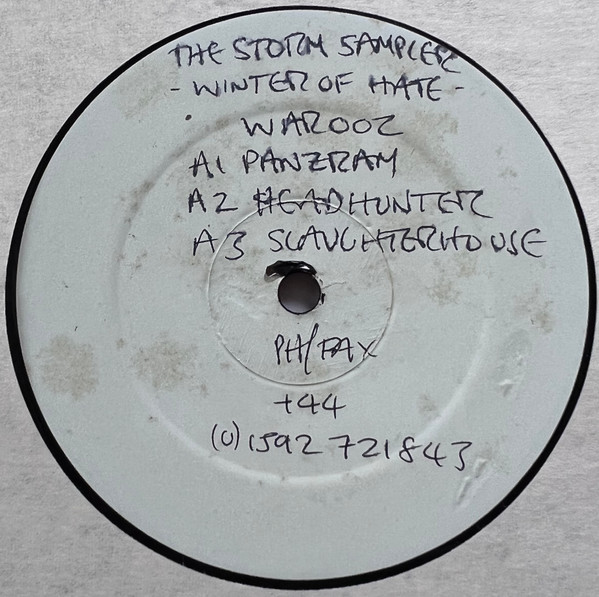 THE STORM SAMPLER
- WINTER OF HATE -
WAR002
A1 PANZRAM
A2 HEADHUNTER
A3 SLAUGHTERHOUSE
PH/FAX
+44
(0) 1592 721843